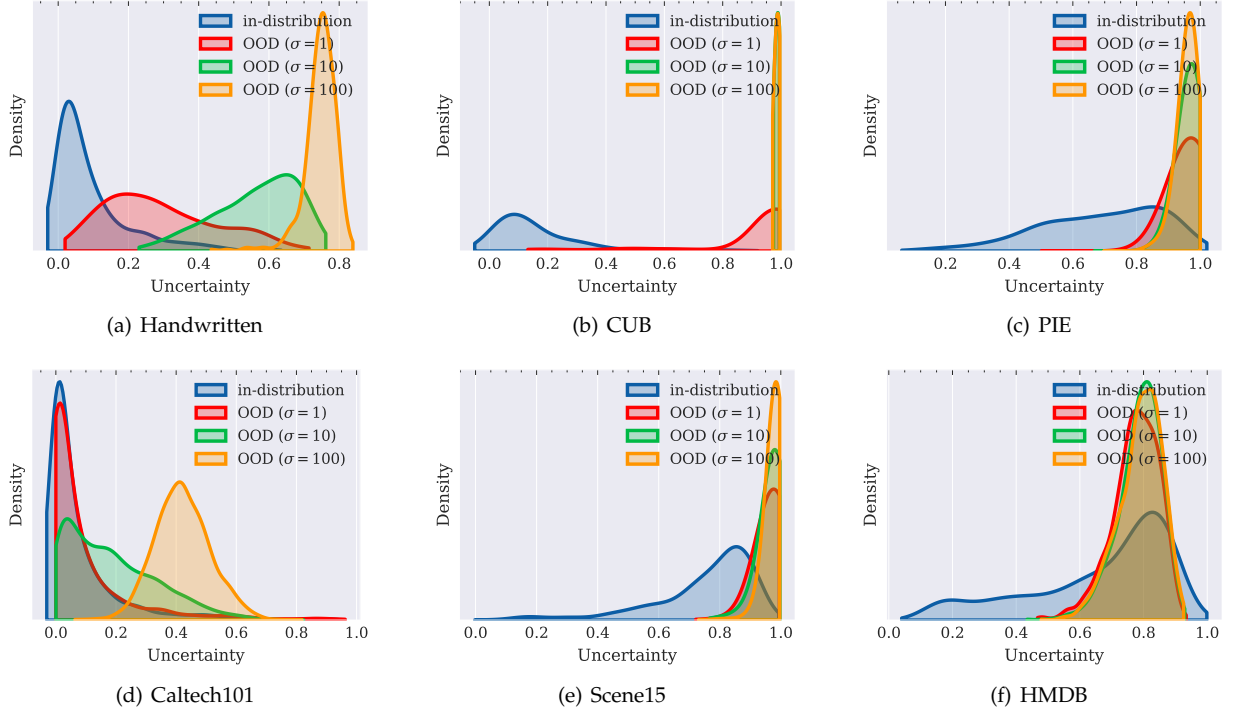 in-distribution
OOD (σ = 1)
OOD (σ = 10)
OOD (σ = 100)
Density
0.0 0.2 0.4 0.6 0.8
Uncertainty
(a) Handwritten
in-distribution
OOD (σ = 1)
OOD (σ = 10)
OOD (σ = 100)
Density
0.0 0.2 0.4 0.6 0.8 1.0
Uncertainty
(b) CUB
in-distribution
OOD (σ = 1)
OOD (σ = 10)
OOD (σ = 100)
Density
0.2 0.4 0.6 0.8 1.0
Uncertainty
(c) PIE
in-distribution
OOD (σ = 1)
OOD (σ = 10)
OOD (σ = 100)
Density
0.0 0.2 0.4 0.6 0.8 1.0
Uncertainty
(d) Caltech101
in-distribution
OOD (σ = 1)
OOD (σ = 10)
OOD (σ = 100)
Density
0.0 0.2 0.4 0.6 0.8 1.0
Uncertainty
(e) Scene15
in-distribution
OOD (σ = 1)
OOD (σ = 10)
OOD (σ = 100)
Density
0.0 0.2 0.4 0.6 0.8 1.0
Uncertainty
(f) HMDB